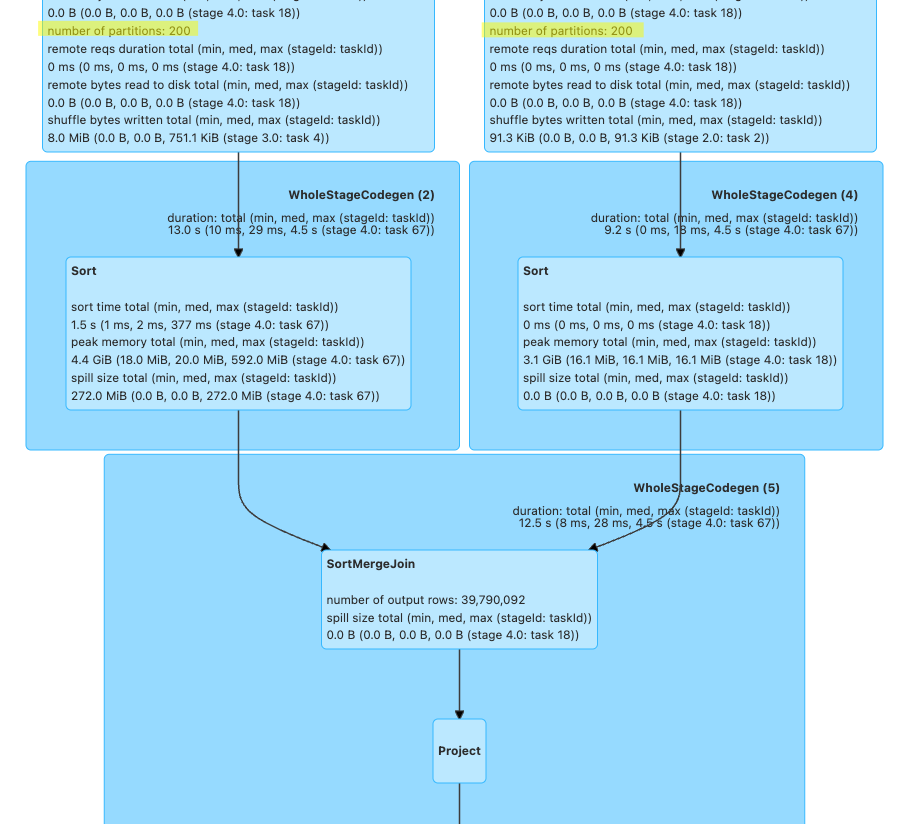 0.0 B (0.0 B, 0.0 B, 0.0 B (stage 4.0: task 18))
number of partitions: 200
remote reqs duration total (min, med, max (stageId: taskId))
0 ms (0 ms, 0 ms, 0 ms (stage 4.0: task 18))
remote bytes read to disk total (min, med, max (stageId: taskId))
0.0 B (0.0 B, 0.0 B, 0.0 B (stage 4.0: task 18))
shuffle bytes written total (min, med, max (stageId: taskId))
8.0 MiB (0.0 B, 0.0 B, 751.1 KiB (stage 3.0: task 4))
0.0 B (0.0 B, 0.0 B, 0.0 B (stage 4.0: task 18))
number of partitions: 200
remote reqs duration total (min, med, max (stageId: taskId))
0 ms (0 ms, 0 ms, 0 ms (stage 4.0: task 18))
remote bytes read to disk total (min, med, max (stageId: taskId))
0.0 B (0.0 B, 0.0 B, 0.0 B (stage 4.0: task 18))
shuffle bytes written total (min, med, max (stageId: taskId))
91.3 KiB (0.0 B, 0.0 B, 91.3 KiB (stage 2.0: task 2))
WholeStageCodegen (2)
duration: total (min, med, max (stageId: taskId))
13.0 s (10 ms, 29 ms, 4.5 s (stage 4.0: task 67))
Sort
sort time total (min, med, max (stageId: taskId))
1.5 s (1 ms, 2 ms, 377 ms (stage 4.0: task 67))
peak memory total (min, med, max (stageId: taskId))
4.4 GiB (18.0 MiB, 20.0 MiB, 592.0 MiB (stage 4.0: task 67))
spill size total (min, med, max (stageId: taskId))
272.0 MiB (0.0 B, 0.0 B, 272.0 MiB (stage 4.0: task 67))
WholeStageCodegen (4)
duration: total (min, med, max (stageId: taskId))
9.2 s (0 ms, 18 ms, 4.5 s (stage 4.0: task 67))
Sort
sort time total (min, med, max (stageId: taskId))
0 ms (0 ms, 0 ms, 0 ms (stage 4.0: task 18))
peak memory total (min, med, max (stageId: taskId))
3.1 GiB (16.1 MiB, 16.1 MiB, 16.1 MiB (stage 4.0: task 18))
spill size total (min, med, max (stageId: taskId))
0.0 B (0.0 B, 0.0 B, 0.0 B (stage 4.0: task 18))
WholeStageCodegen (5)
duration: total (min, med, max (stageId: taskId))
12.5 s (8 ms, 28 ms, 4.5 s (stage 4.0: task 67))
SortMergeJoin
number of output rows: 39,790,092
spill size total (min, med, max (stageId: taskId))
0.0 B (0.0 B, 0.0 B, 0.0 B (stage 4.0: task 18))
Project